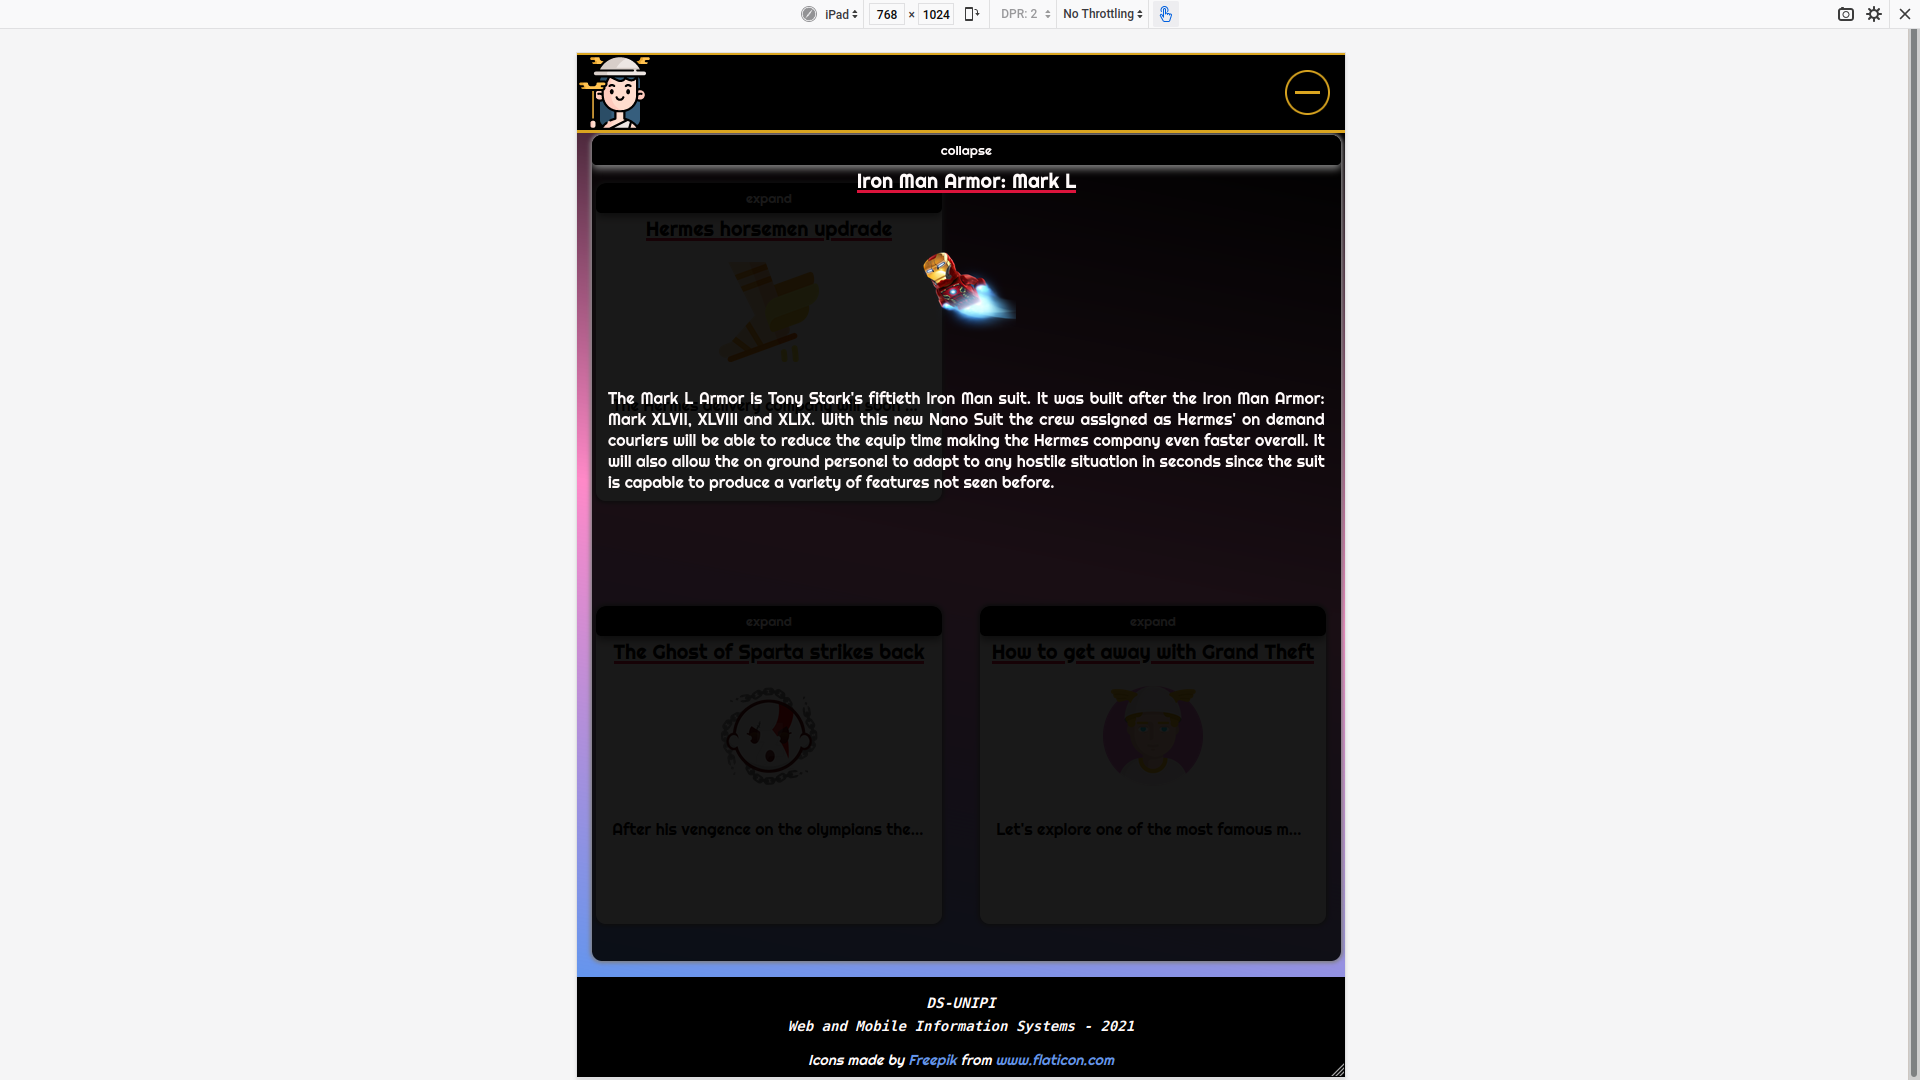 iPad 768 × 1024 DPR: 2 No Throttling
collapse
Iron Man Armor: Mark L
expand
Hermes horsemen updrade
The Hermes delivery company will soon ...
The Mark L Armor is Tony Stark's fiftieth Iron Man suit. It was built after the Iron Man Armor:
Mark XLVII, XLVIII and XLIX. With this new Nano Suit the crew assigned as Hermes' on demand
couriers will be able to reduce the equip time making the Hermes company even faster overall. It
will also allow the on ground personel to adapt to any hostile situation in seconds since the suit
is capable to produce a variety of features not seen before.
expand
The Ghost of Sparta strikes back
After his vengence on the olympians the...
expand
How to get away with Grand Theft
Let's explore one of the most famous m...
DS-UNIPI
Web and Mobile Information Systems - 2021
Icons made by Freepik from www.flaticon.com